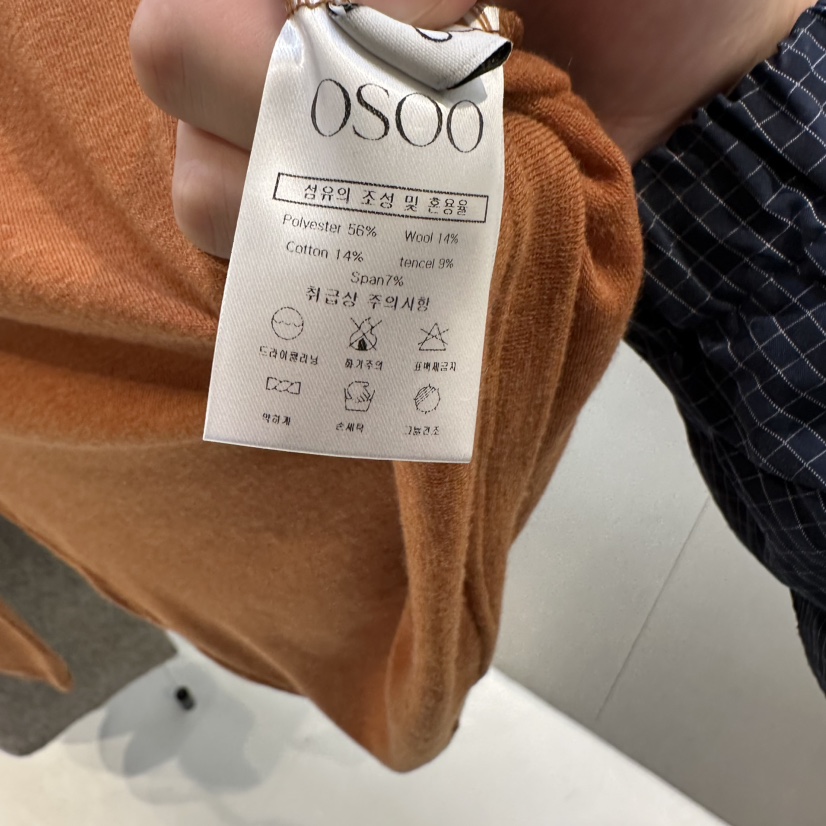 OSOO
섬유의 조성 및 혼용율
Polyester 56% Wool 14%
Cotton 14% tencel 9%
Span7%
취급상 주의사항
드라이클리닝 화기주의 표백제금지
약하게 손세탁 그늘건조